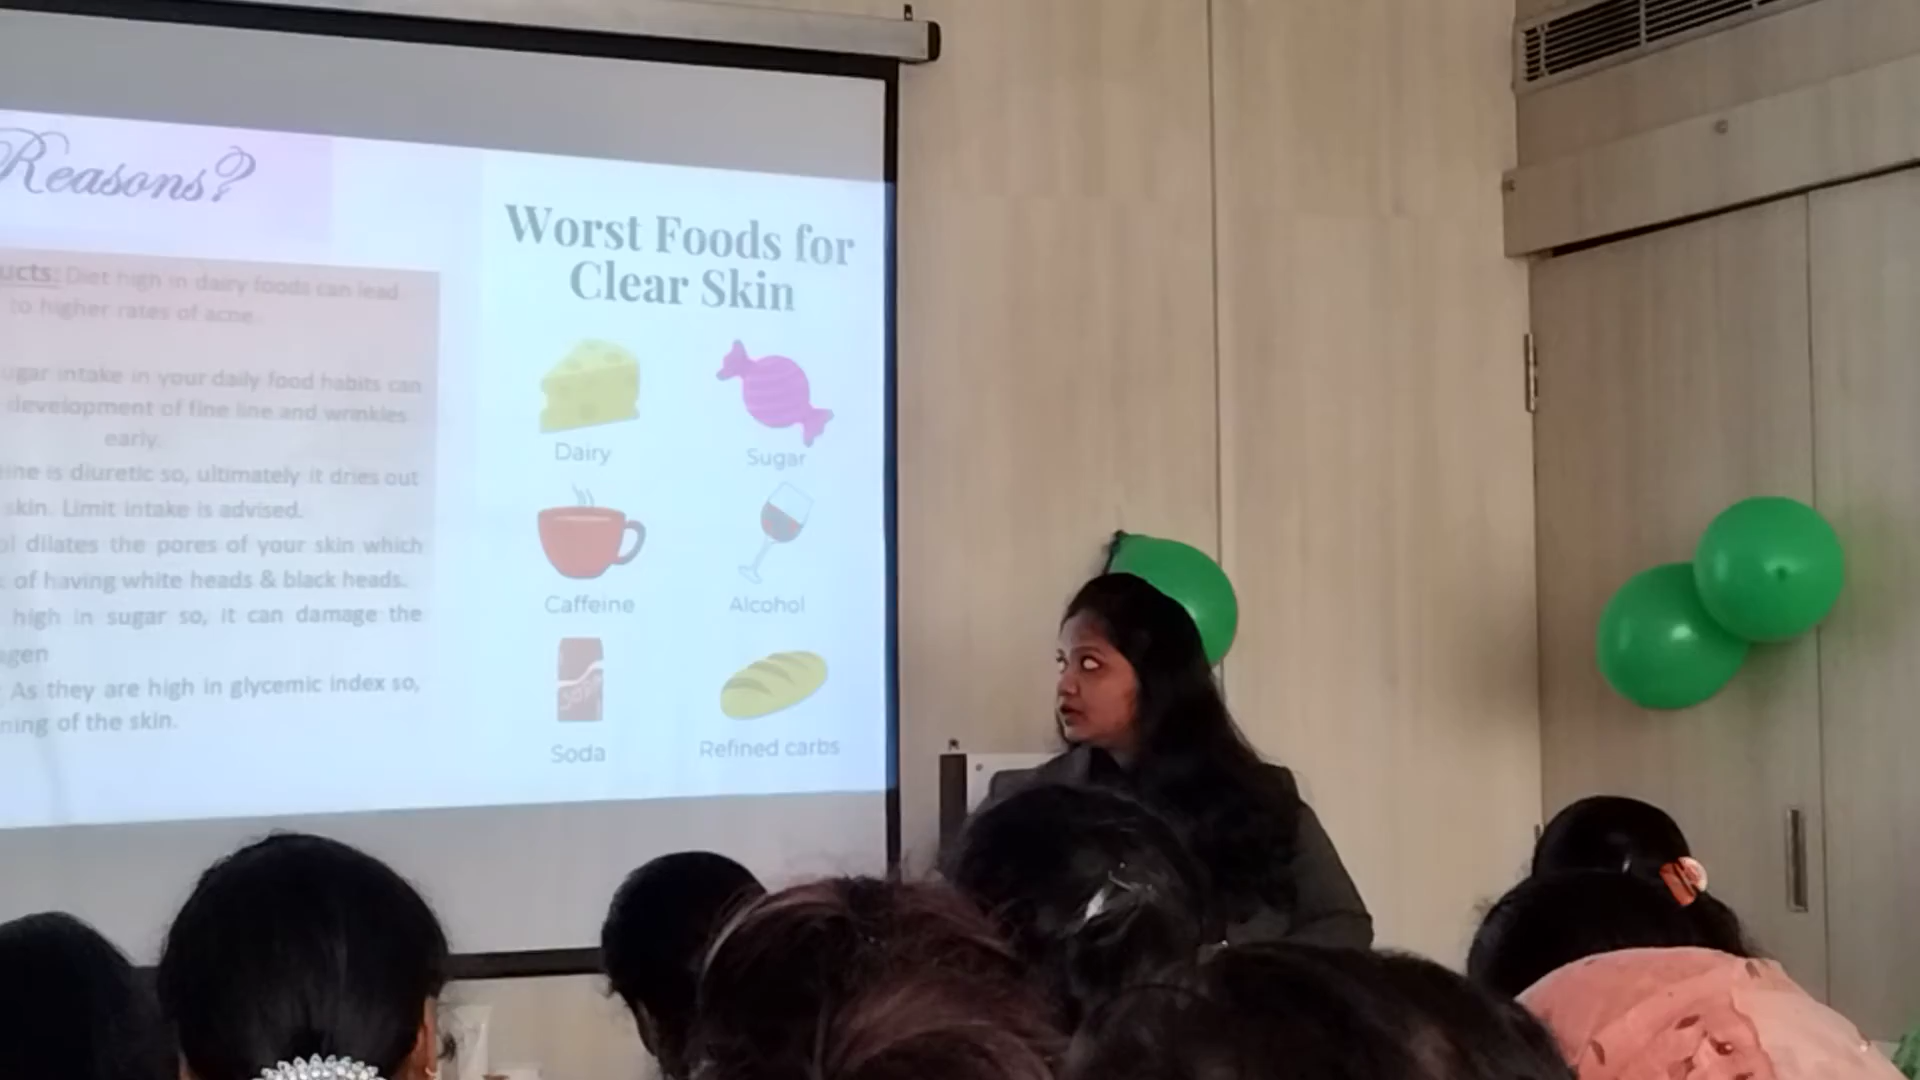 Reasons?
ucts: Diet high in dairy foods can lead
to higher rates of acne.
ugar intake in your daily food habits can
development of fine line and wrinkles
early.
ine is diuretic so, ultimately it dries out
skin. Limit intake is advised.
ol dilates the pores of your skin which
of having white heads & black heads.
high in sugar so, it can damage the
agen
As they are high in glycemic index so,
ning of the skin.
Worst Foods for
Clear Skin
Dairy
Sugar
Caffeine
Alcohol
Soda
Refined carbs